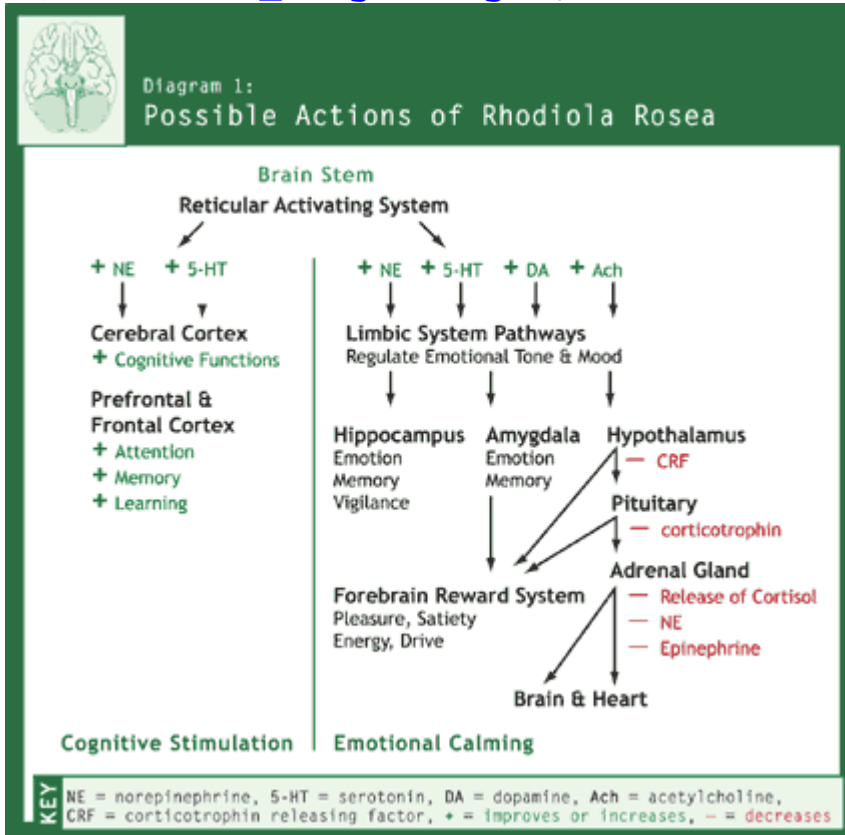 Diagram 1:
Possible Actions of Rhodiola Rosea
Brain Stem
Reticular Activating System
+ NE + 5-HT
+ NE + 5-HT + DA + Ach
Cerebral Cortex
+ Cognitive Functions
Prefrontal &
Frontal Cortex
+ Attention
+ Memory
+ Learning
Limbic System Pathways
Regulate Emotional Tone & Mood
Hippocampus
Emotion
Memory
Vigilance
Amygdala
Emotion
Memory
Hypothalamus
— CRF
Pituitary
— corticotrophin
Adrenal Gland
— Release of Cortisol
— NE
— Epinephrine
Forebrain Reward System
Pleasure, Satiety
Energy, Drive
Brain & Heart
Cognitive Stimulation
Emotional Calming
KEY
NE = norepinephrine, 5-HT = serotonin, DA = dopamine, Ach = acetylcholine,
CRF = corticotrophin releasing factor, + = improves or increases, — = decreases